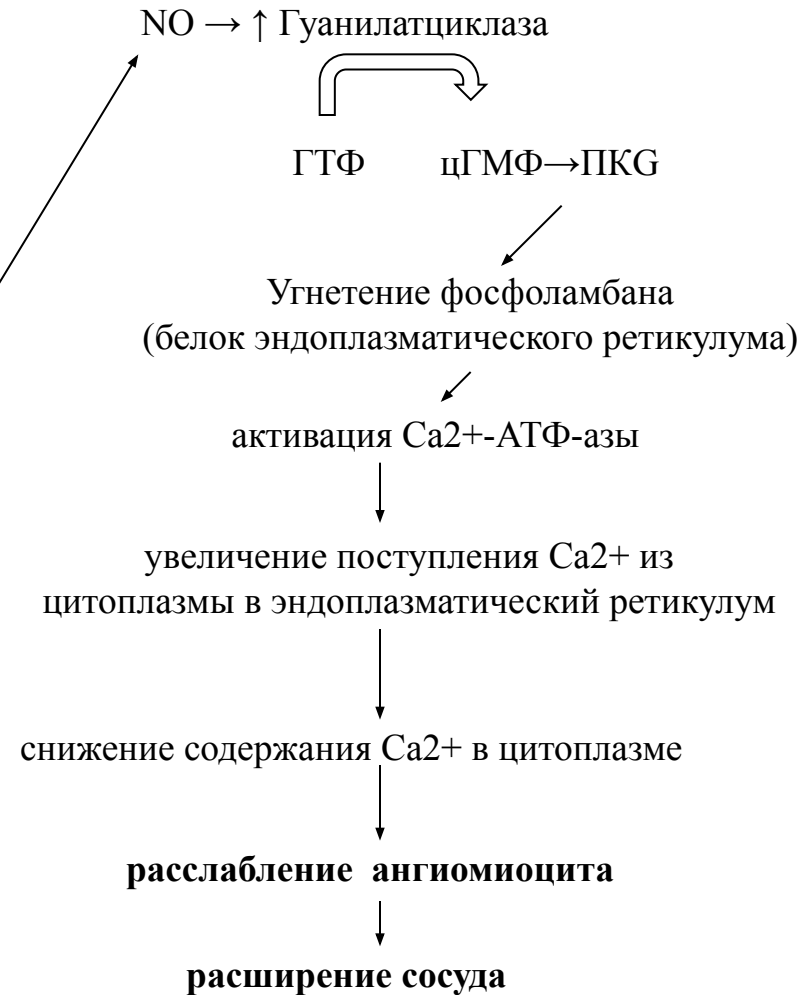 NO → ↑ Гуанилатциклаза
ГТФ цГМФ→ПКG
Угнетение фосфоламбана
(белок эндоплазматического ретикулума)
активация Ca2+-АТФ-азы
увеличение поступления Ca2+ из
цитоплазмы в эндоплазматический ретикулум
снижение содержания Ca2+ в цитоплазме
расслабление ангиомиоцита
расширение сосуда